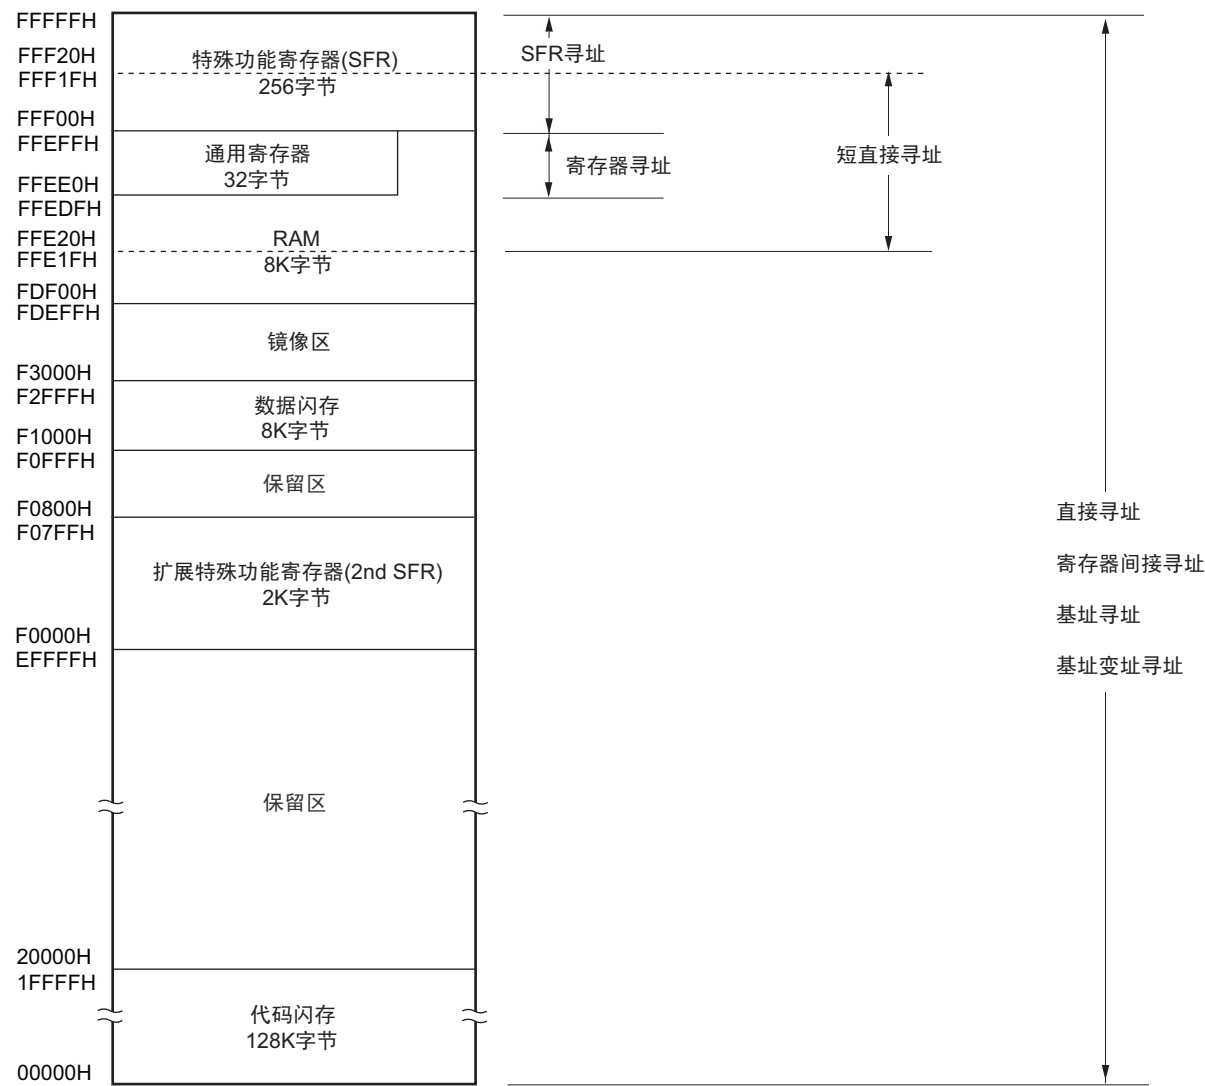 FFFFFH
FFF20H
FFF1FH
FFF00H
FFEFFH
FFEE0H
FFEDFH
FFE20H
FFE1FH
FDF00H
FDEFFH
F3000H
F2FFFH
F1000H
F0FFFH
F0800H
F07FFH
F0000H
EFFFFH
20000H
1FFFFH
00000H
特殊功能寄存器(SFR)
256字节
通用寄存器
32字节
RAM
8K字节
镜像区
数据闪存
8K字节
保留区
扩展特殊功能寄存器(2nd SFR)
2K字节
保留区
代码闪存
128K字节
SFR寻址
寄存器寻址
短直接寻址
直接寻址
寄存器间接寻址
基址寻址
基址变址寻址